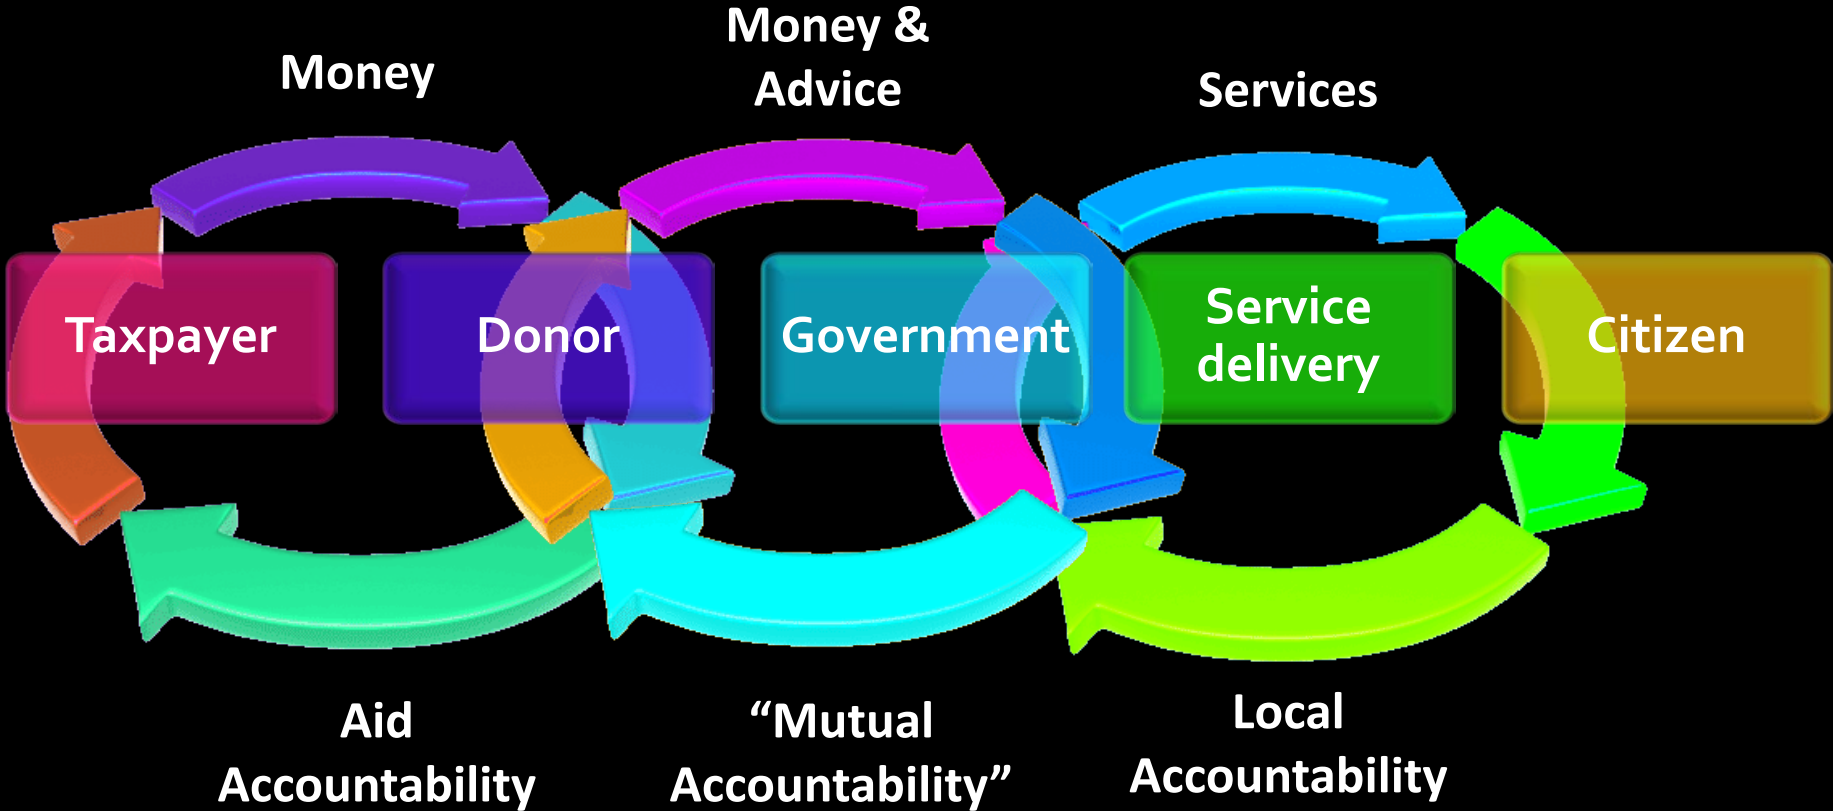 Money
Money &
Advice
Services
Taxpayer
Donor
Government
Service
delivery
Citizen
Aid
Accountability
“Mutual
Accountability”
Local
Accountability